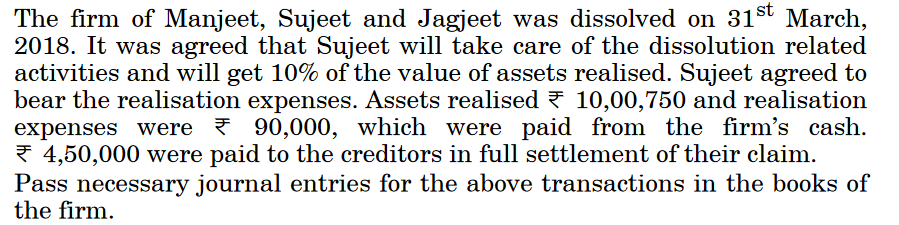 The firm of Manjeet, Sujeet and Jagjeet was dissolved on 31st March,
2018. It was agreed that Sujeet will take care of the dissolution related
activities and will get 10% of the value of assets realised. Sujeet agreed to
bear the realisation expenses. Assets realised ₹ 10,00,750 and realisation
expenses were ₹ 90,000, which were paid from the firm's cash.
₹ 4,50,000 were paid to the creditors in full settlement of their claim.
Pass necessary journal entries for the above transactions in the books of
the firm.